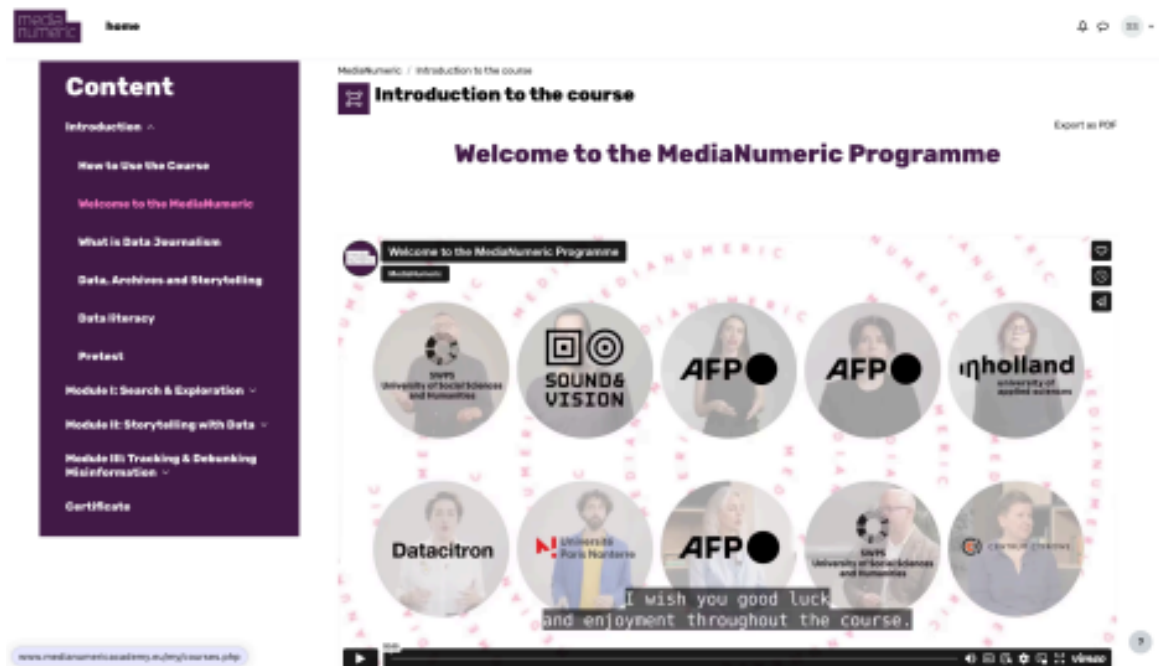 media
numeric
home
Content
Introduction
How to Use the Course
Welcome to the MediaNumeric
What is Data Journalism
Data, Archives and Storytelling
Data literacy
Pretest
Module I: Search & Exploration
Module II: Storytelling with Data
Module III: Tracking & Debunking
Misinformation
Certificate
MediaNumeric / Introduction to the course
Introduction to the course
Export as PDF
Welcome to the MediaNumeric Programme
Welcome to the MediaNumeric Programme
MediaNumeric
SWPS
University of Social Sciences
and Humanities
SOUND&
VISION
AFP
AFP
inholland
university of
applied sciences
Datacitron
Université
Paris Nanterre
AFP
SWPS
University of Social Sciences
and Humanities
CENTRUM CYFROWE
I wish you good luck
and enjoyment throughout the course.
vimeo
?
www.medianumericacademy.eu/my/courses.php